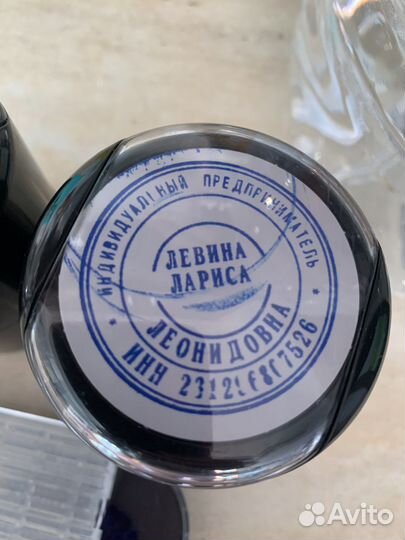 ИНДИВИДУАЛЬНЫЙ ПРЕДПРИНИМАТЕЛЬ
ЛЕВИНА
ЛАРИСА
ЛЕОНИДОВНА
ИНН
Avito